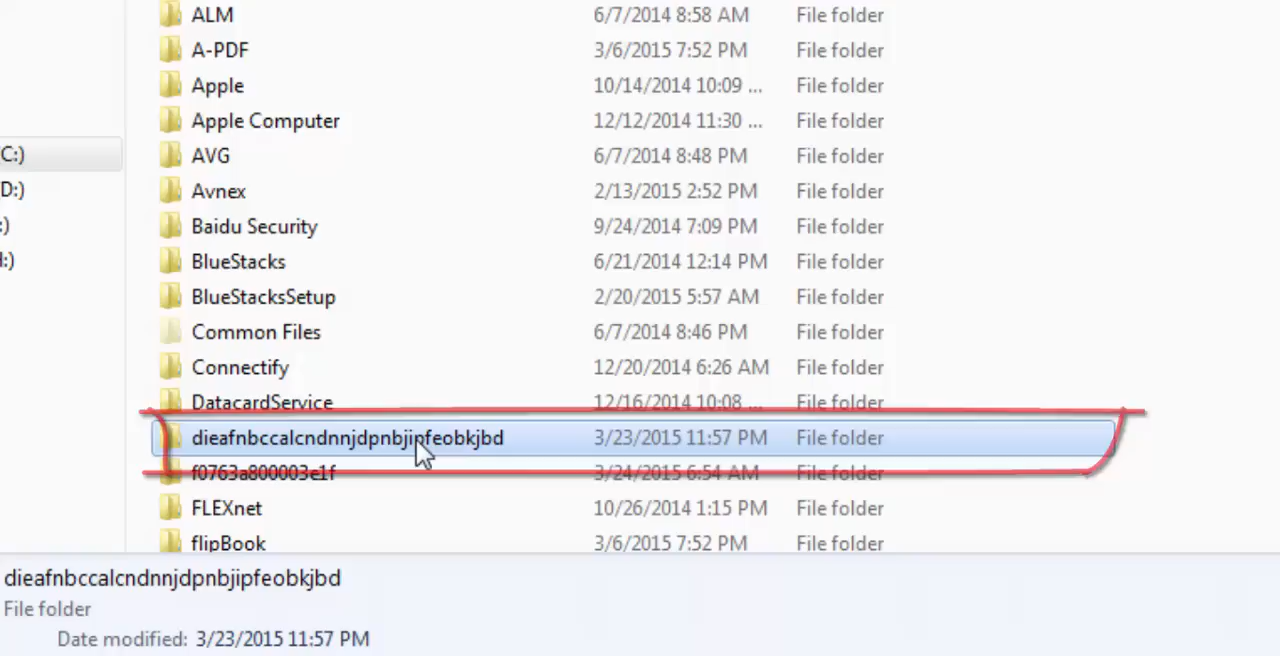 ALM 6/7/2014 8:58 AM File folder
A-PDF 3/6/2015 7:52 PM File folder
Apple 10/14/2014 10:09 ... File folder
Apple Computer 12/12/2014 11:30 ... File folder
C:) AVG 6/7/2014 8:48 PM File folder
D:) Avnex 2/13/2015 2:52 PM File folder
:) Baidu Security 9/24/2014 7:09 PM File folder
:) BlueStacks 6/21/2014 12:14 PM File folder
BlueStacksSetup 2/20/2015 5:57 AM File folder
Common Files 6/7/2014 8:46 PM File folder
Connectify 12/20/2014 6:26 AM File folder
DatacardService 12/16/2014 10:08 ... File folder
dieafnbccalcndnnjdpnbjipfeobkjbd 3/23/2015 11:57 PM File folder
f0763a800003e1f 3/24/2015 6:54 AM File folder
FLEXnet 10/26/2014 1:15 PM File folder
flipBook 3/6/2015 7:52 PM File folder
dieafnbccalcndnnjdpnbjipfeobkjbd
File folder
Date modified: 3/23/2015 11:57 PM